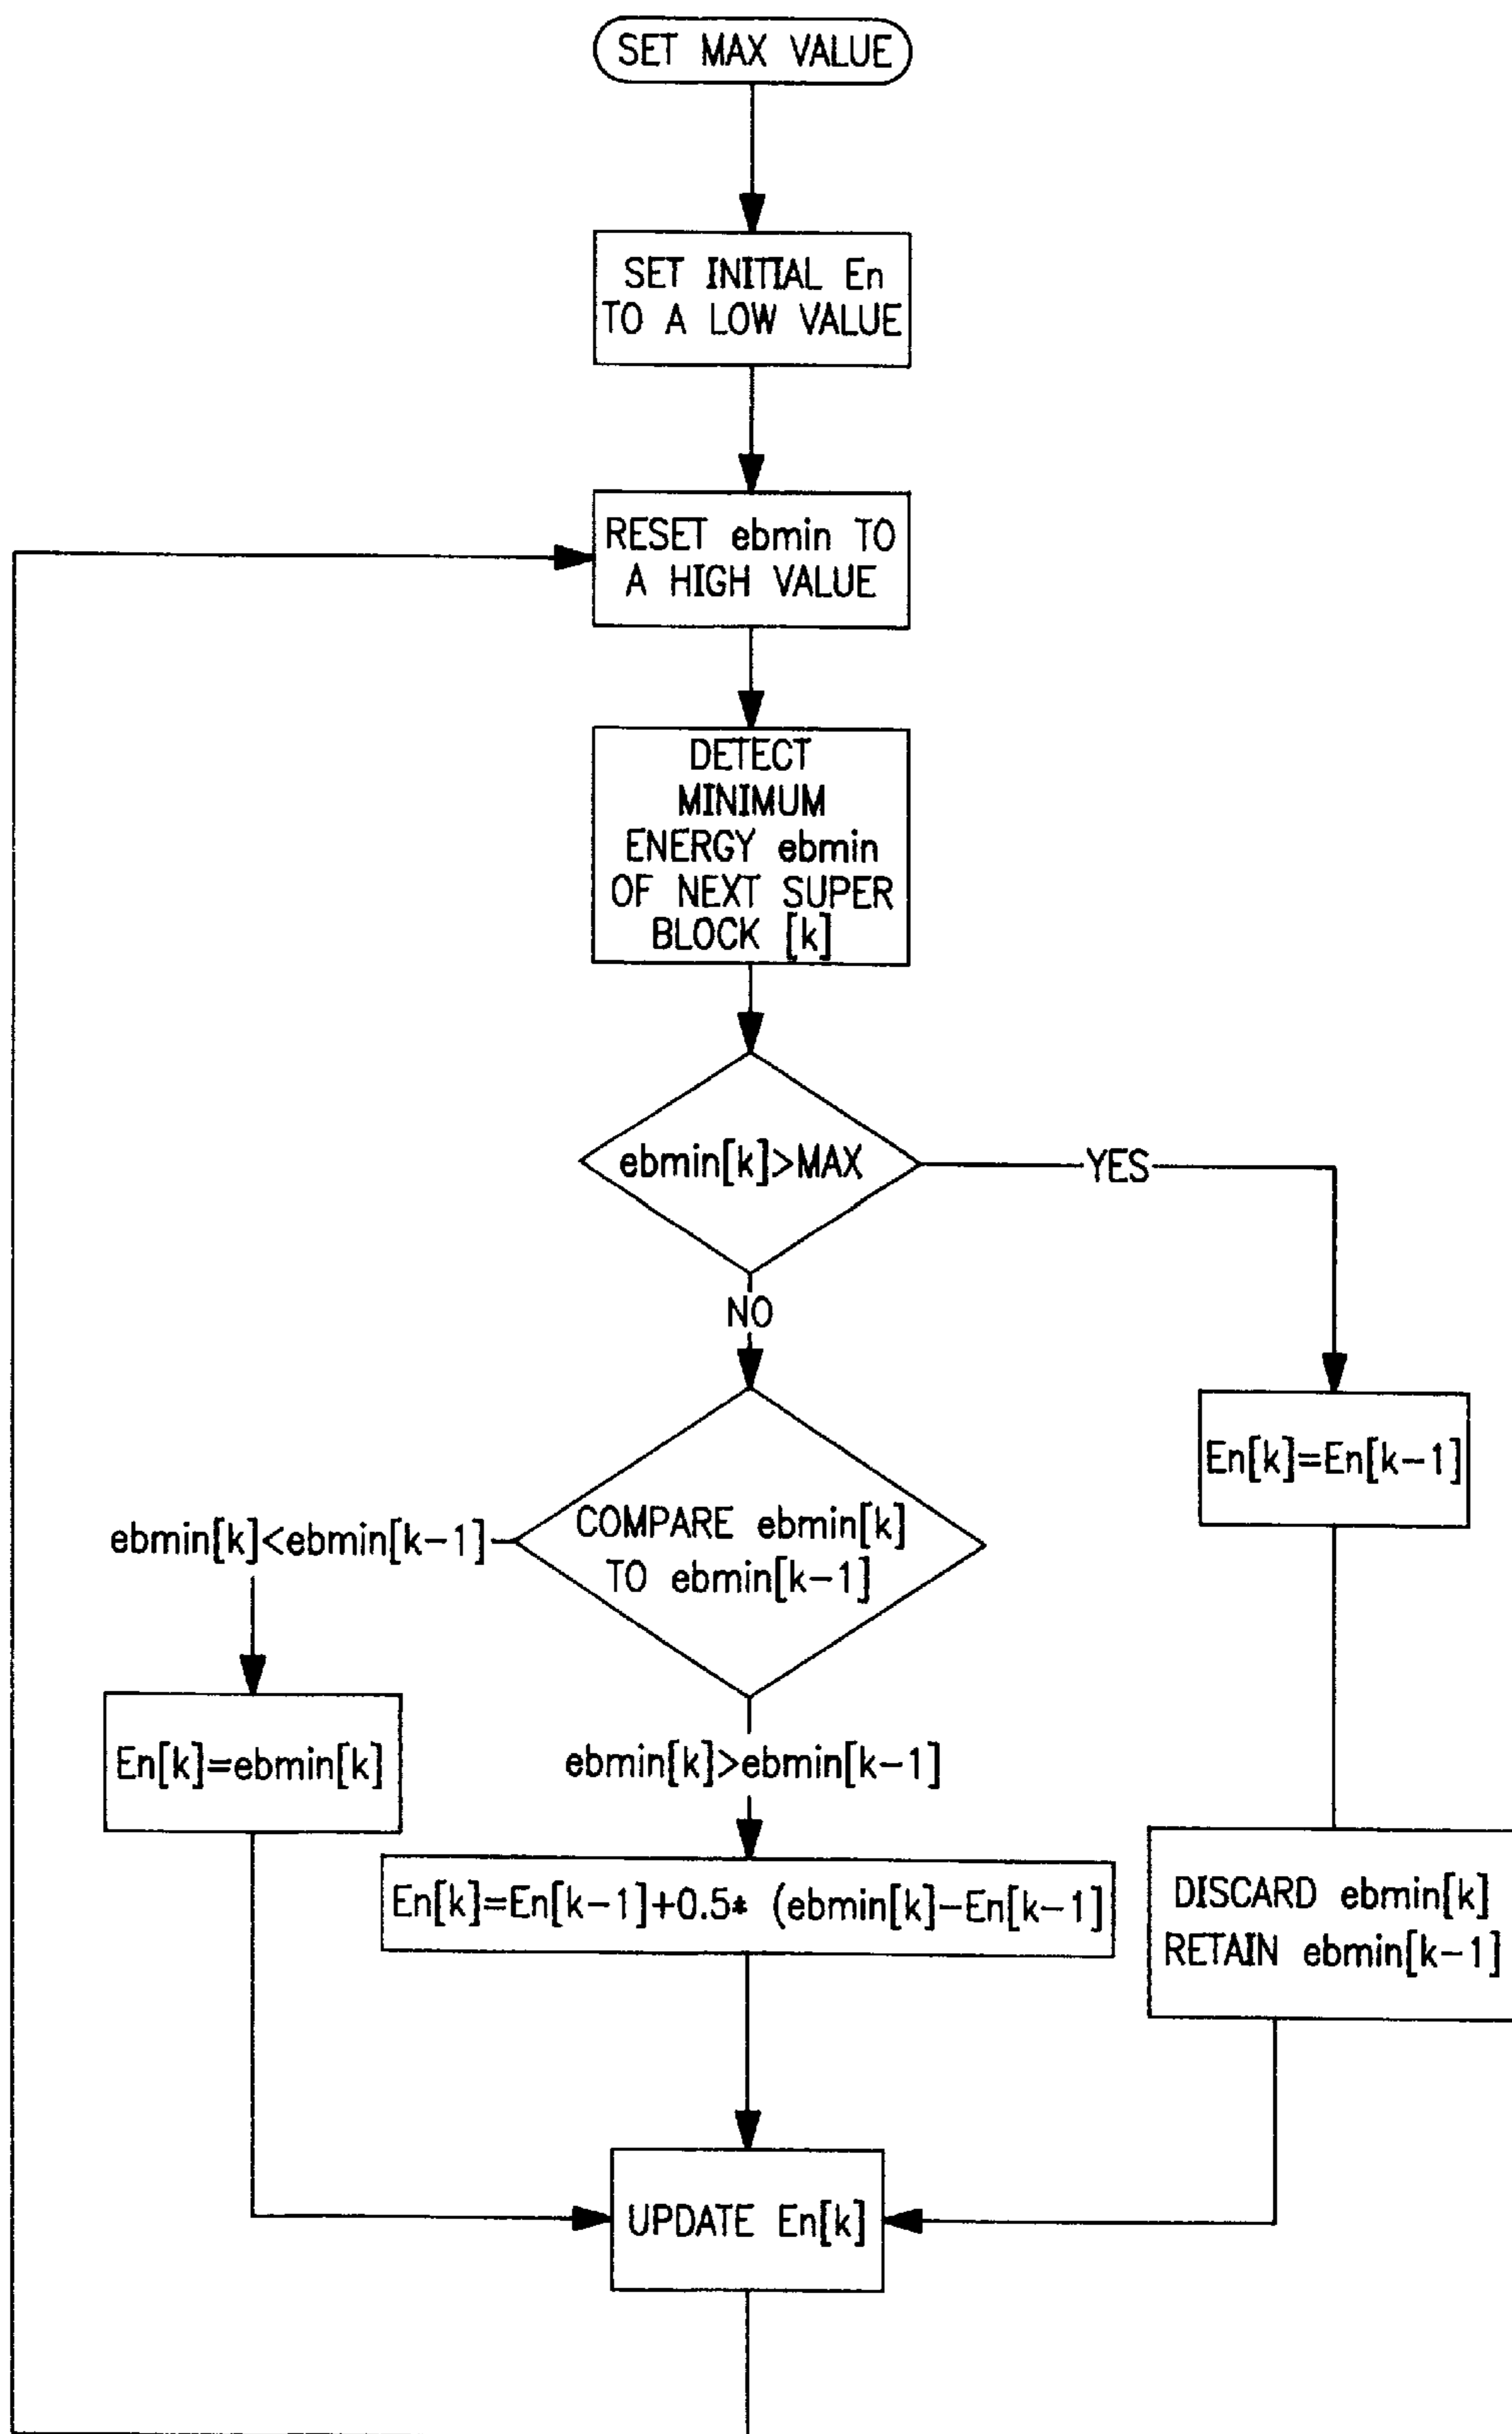 SET MAX VALUE
SET INITIAL En
TO A LOW VALUE
RESET ebmin TO
A HIGH VALUE
DETECT
MINIMUM
ENERGY ebmin
OF NEXT SUPER
BLOCK [k]
ebmin[k]>MAX
YES
NO
En[k]=En[k-1]
COMPARE ebmin[k]
TO ebmin[k-1]
ebmin[k]<ebmin[k-1]
En[k]=ebmin[k]
ebmin[k]>ebmin[k-1]
En[k]=En[k-1]+0.5* (ebmin[k]-En[k-1]
DISCARD ebmin[k]
RETAIN ebmin[k-1]
UPDATE En[k]